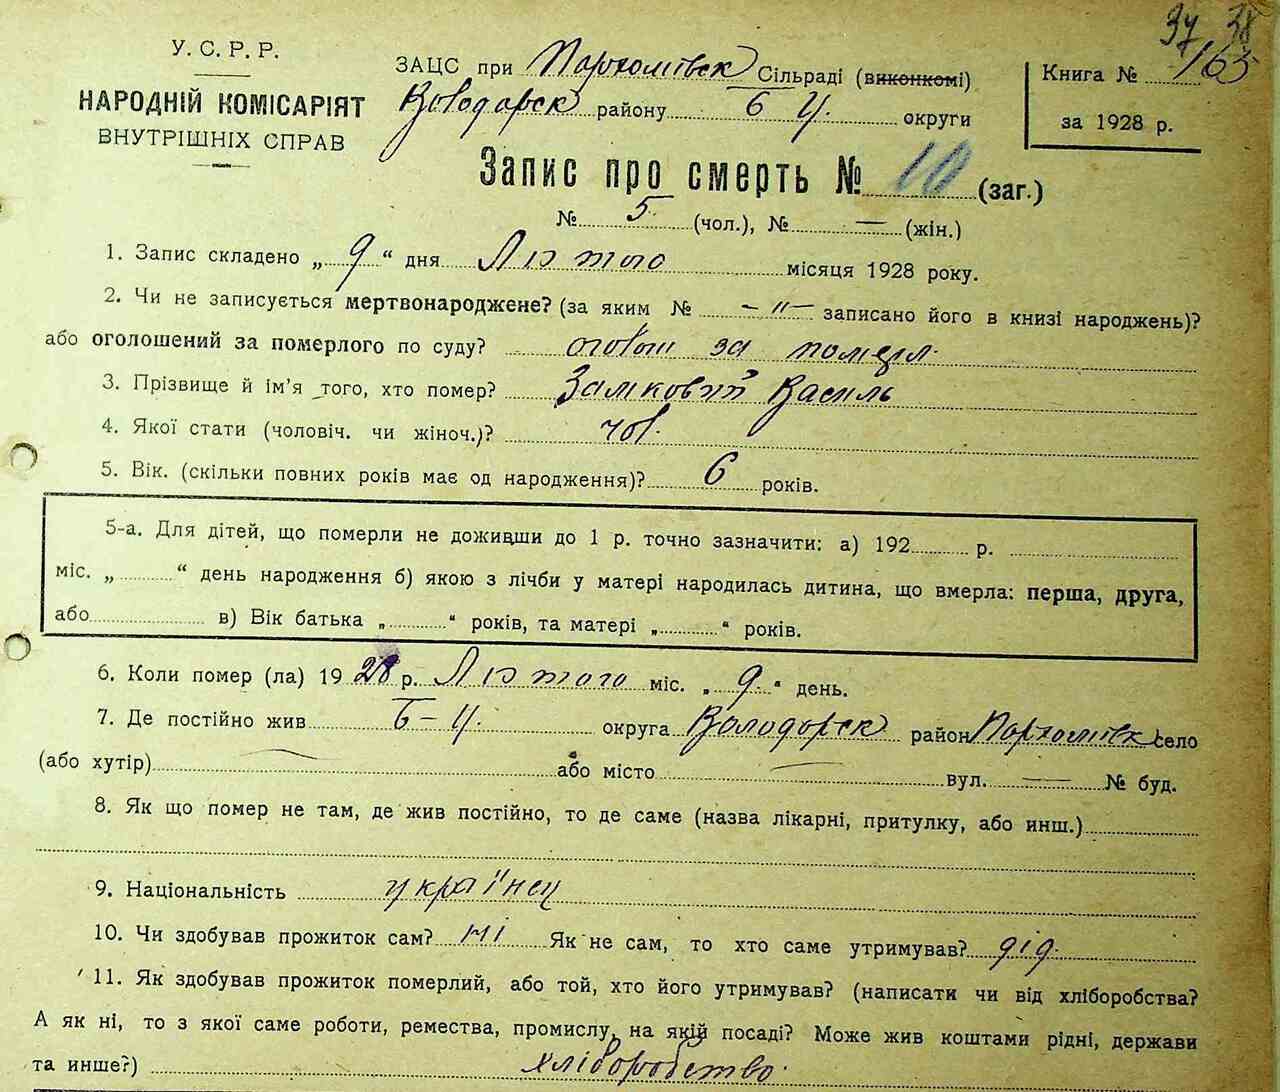 37 38
У. С. Р. Р.
НАРОДНІЙ КОМІСАРІЯТ
ВНУТРІШНІХ СПРАВ
ЗАЦС при Пархомівськ Сільраді (виконкомі)
Володарск району Б Ц. округи
Книга № 163
за 1928 р.
Запис про смерть № 10 (заг.)
№ 5 (чол.), № — (жін.)
1. Запис складено „ 9 “ дня Лютого місяця 1928 року.
2. Чи не записується мертвонароджене? (за яким № – ״ – записано його в книзі народжень)?
або оголошений за померлого по суду? оговош за померл.
3. Прізвище й ім’я того, хто помер? Замковий Василь
4. Якої стати (чоловіч. чи жіноч.)? чол.
5. Вік. (скільки повних років має од народження)? 6 років.
5-а. Для дітей, що померли не доживши до 1 р. точно зазначити: а) 192 р.
міс. „ “ день народження б) якою з лічби у матері народилась дитина, що вмерла: перша, друга,
або в) Вік батька „ “ років, та матері „ “ років.
6. Коли помер (ла) 1928 р. Лютого міс. „ 9. “ день.
7. Де постійно жив Б–Ц. округа Володорск район Пархомівк село
(або хутір) — або місто — вул. — № буд.
8. Як що помер не там, де жив постійно, то де саме (назва лікарні, притулку, або инш.)
9. Національність українец
10. Чи здобував прожиток сам? ні Як не сам, то хто саме утримував? дід.
11. Як здобував прожиток померлий, або той, хто його утримував? (написати чи від хліборобства?
А як ні, то з якої саме роботи, ремества, промислу, на якій посаді? Може жив коштами рідні, держави
та инше?) хліборобство.